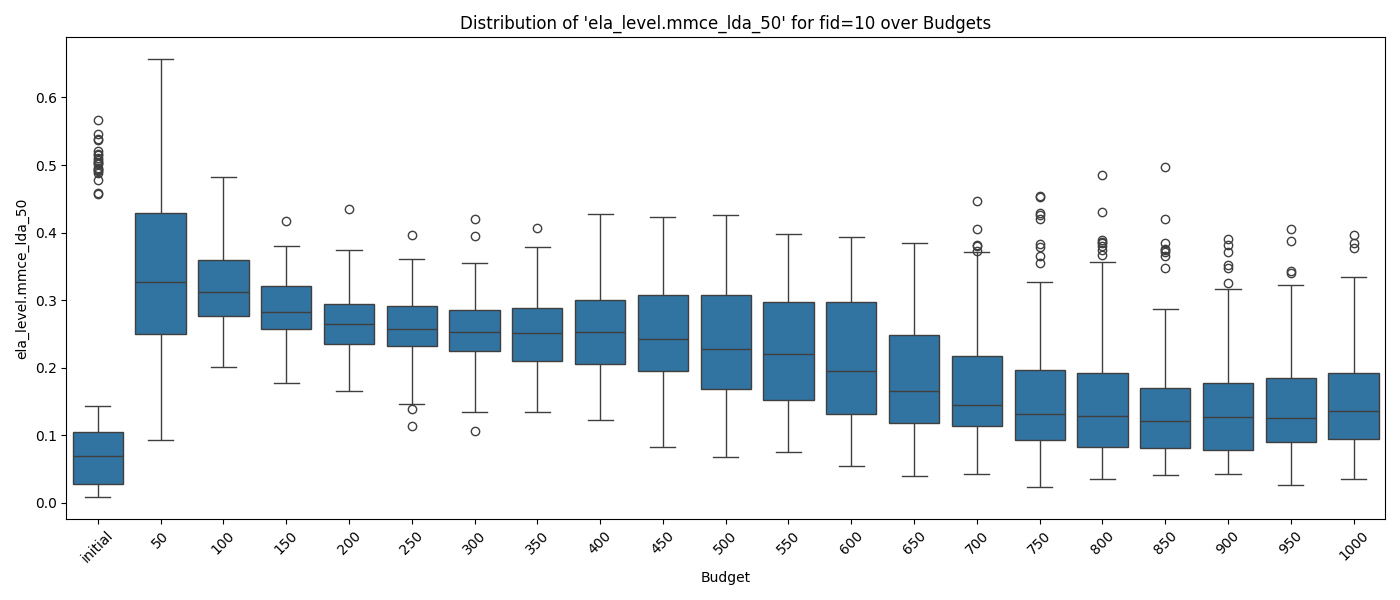 Distribution of 'ela_level.mmce_lda_50' for fid=10 over Budgets
ela_level.mmce_lda_50
0.6
0.5
0.4
0.3
0.2
0.1
0.0
initial 50 100 150 200 250 300 350 400 450 500 550 600 650 700 750 800 850 900 950 1000
Budget